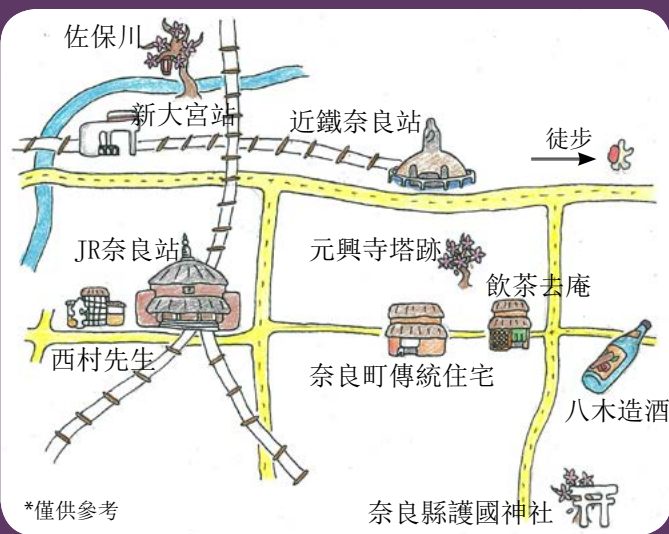 佐保川
新大宮站
近鐵奈良站
徒步
JR奈良站
元興寺塔跡
飲茶去庵
西村先生
奈良町傳統住宅
八木造酒
*僅供參考
奈良縣護國神社